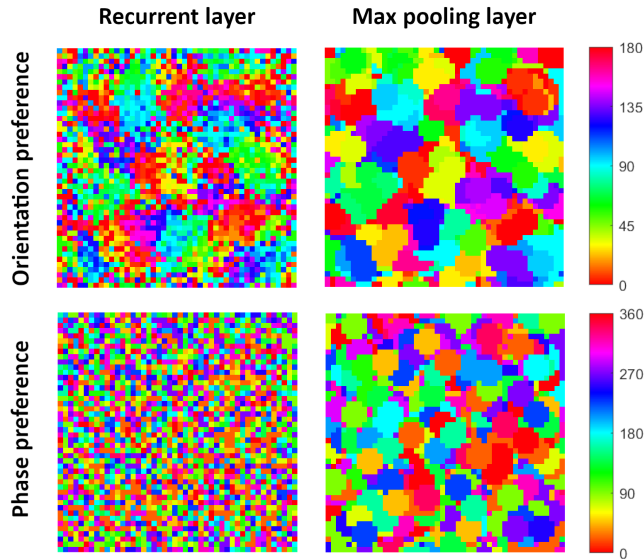 Recurrent layer
Max pooling layer
Orientation preference
180
135
90
45
0
Phase preference
360
270
180
90
0